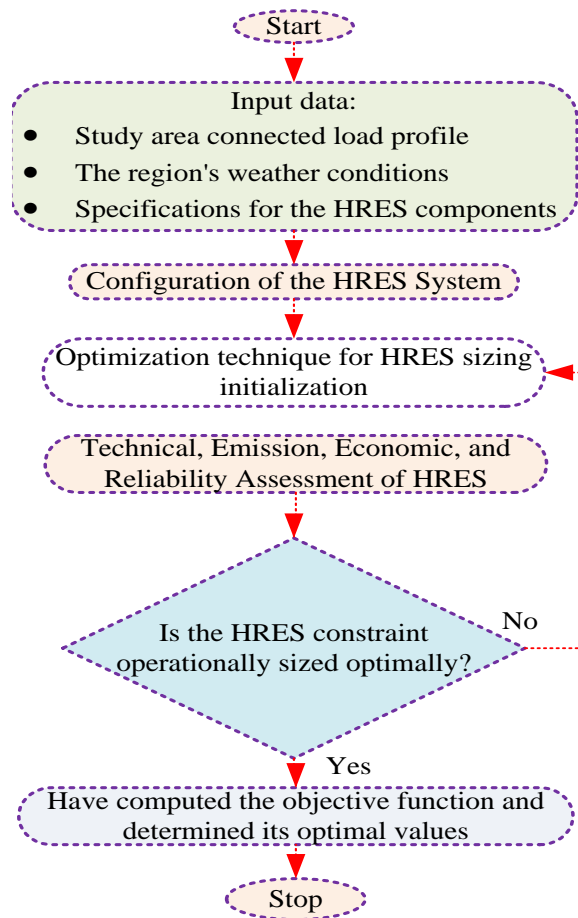 Start
Input data:
● Study area connected load profile
● The region's weather conditions
● Specifications for the HRES components
Configuration of the HRES System
Optimization technique for HRES sizing
initialization
Technical, Emission, Economic, and
Reliability Assessment of HRES
Is the HRES constraint
operationally sized optimally?
No
Yes
Have computed the objective function and
determined its optimal values
Stop